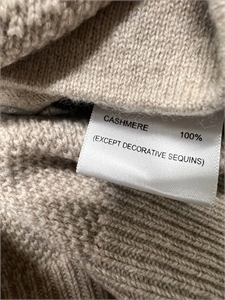 CASHMERE 100%
(EXCEPT DECORATIVE SEQUINS)